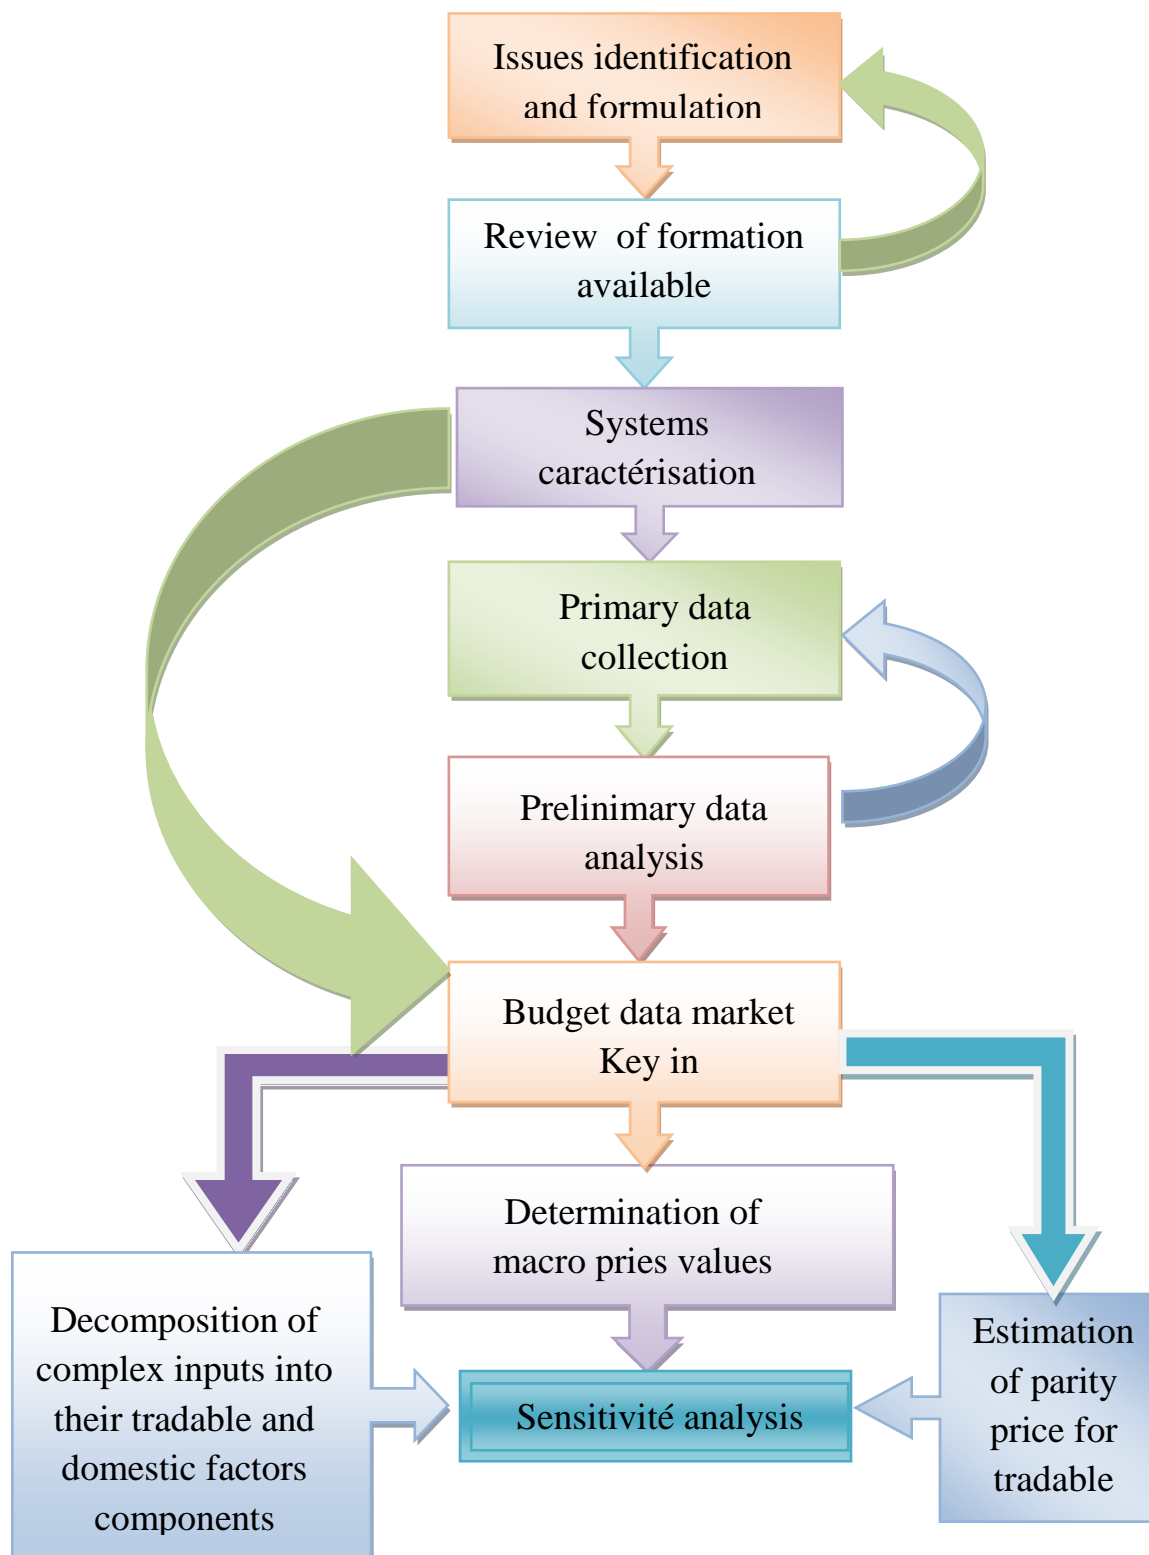 Issues identification
and formulation
Review of formation
available
Systems
caractérisation
Primary data
collection
Prelinimary data
analysis
Budget data market
Key in
Determination of
macro pries values
Decomposition of
complex inputs into
their tradable and
domestic factors
components
Sensitivité analysis
Estimation
of parity
price for
tradable